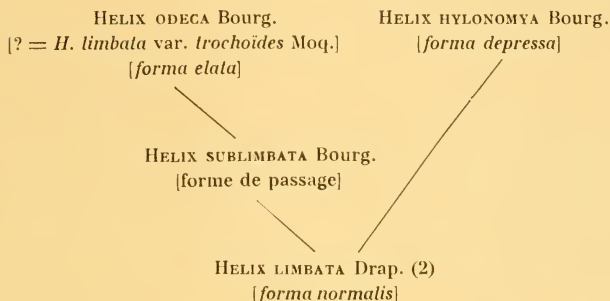 HELIX ODECA Bourg.
[? = H. limbata var. trochoïdes Moq.]
[forma elata]
HELIX HYLONOMYA Bourg.
[forma depressa]
HELIX SUBLIMBATA Bourg.
[forme de passage]
HELIX LIMBATA Drap. (2)
[forma normalis]